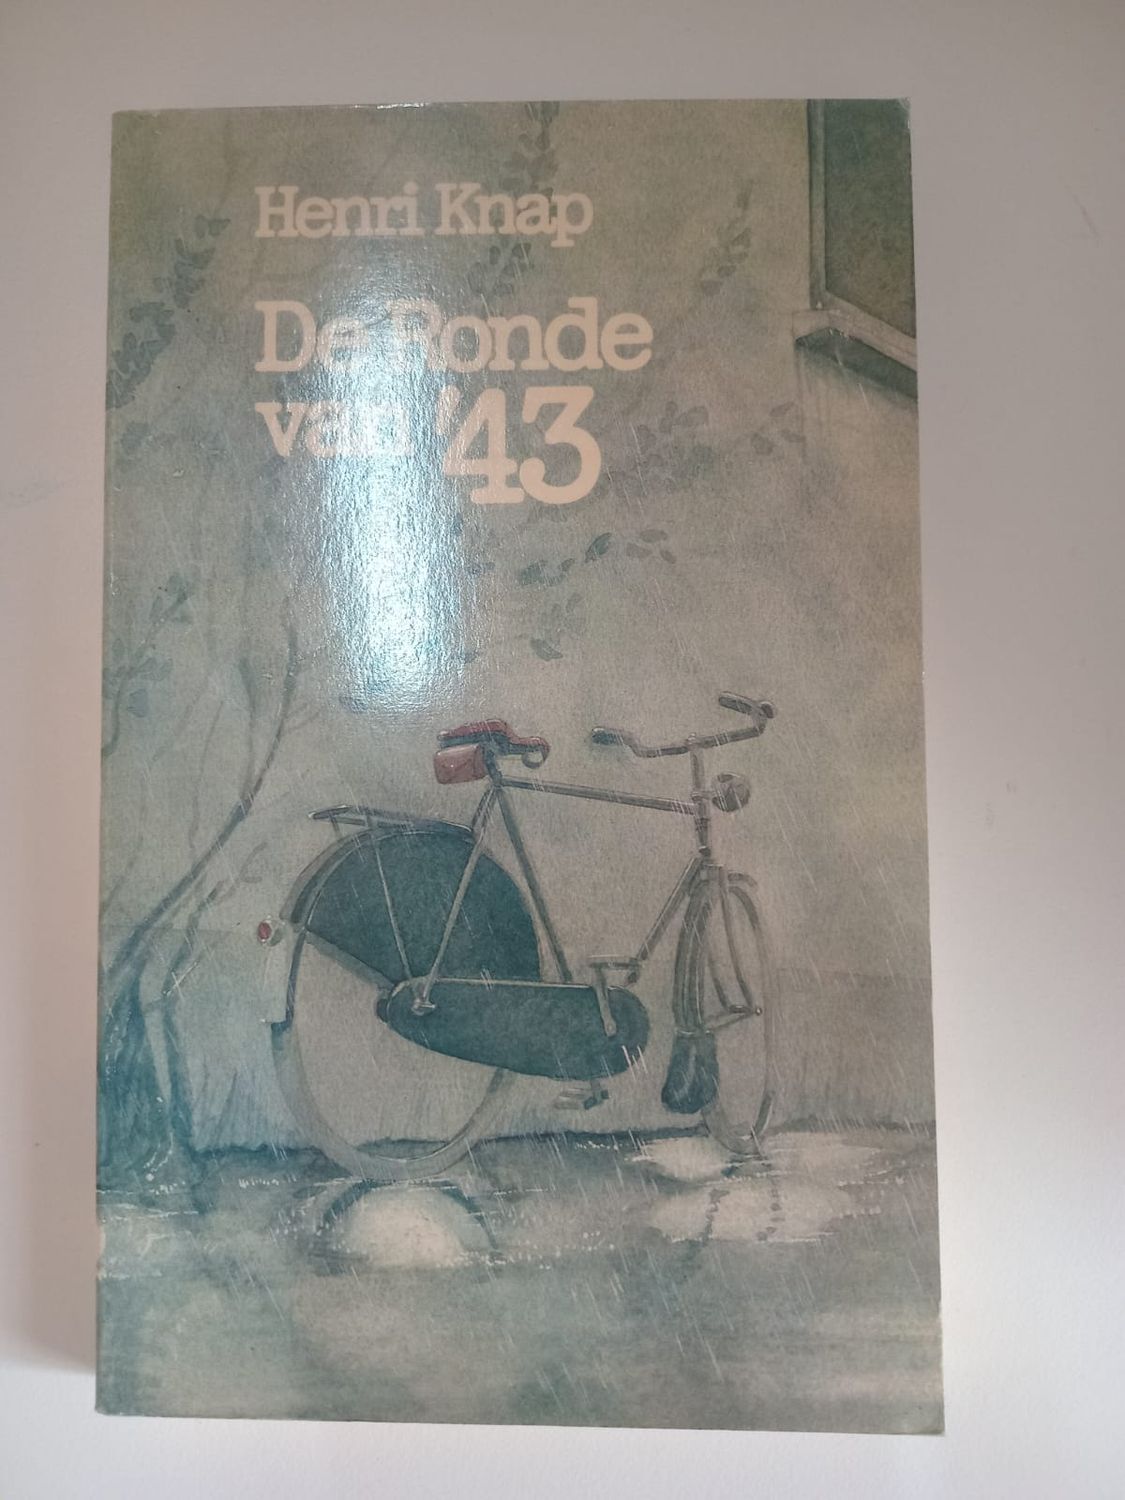 Henri Knap
De Ronde
van '43